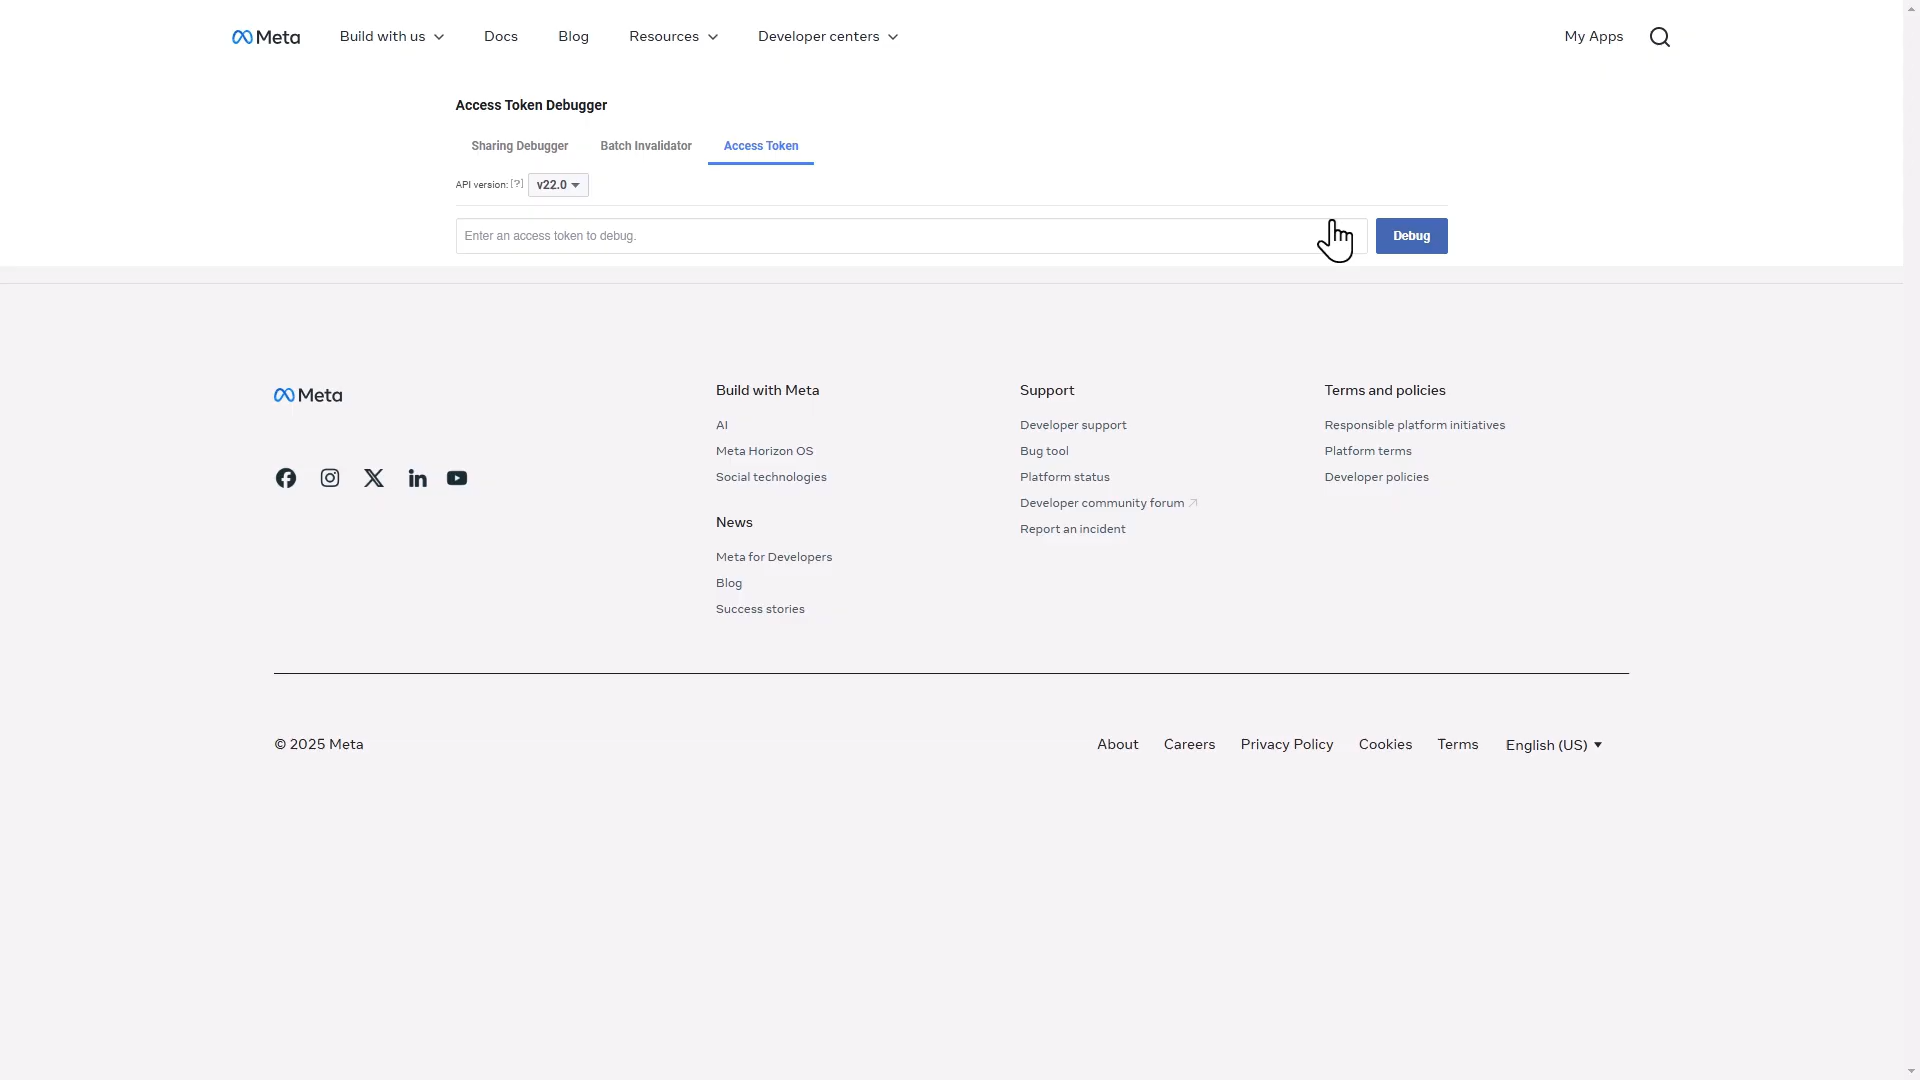 Meta
Build with us
Docs
Blog
Resources
Developer centers
My Apps
Access Token Debugger
Sharing Debugger
Batch Invalidator
Access Token
API version: [?]
v22.0
Enter an access token to debug.
Debug
Meta
Build with Meta
AI
Meta Horizon OS
Social technologies
News
Meta for Developers
Blog
Success stories
Support
Developer support
Bug tool
Platform status
Developer community forum
Report an incident
Terms and policies
Responsible platform initiatives
Platform terms
Developer policies
© 2025 Meta
About
Careers
Privacy Policy
Cookies
Terms
English (US)